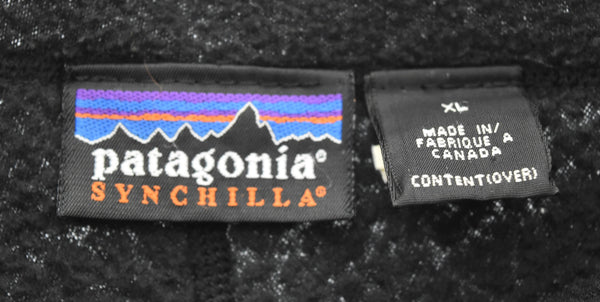 patagonia®
SYNCHILLA®
XL
MADE IN/
FABRIQUE A
CANADA
CONTENT(OVER)